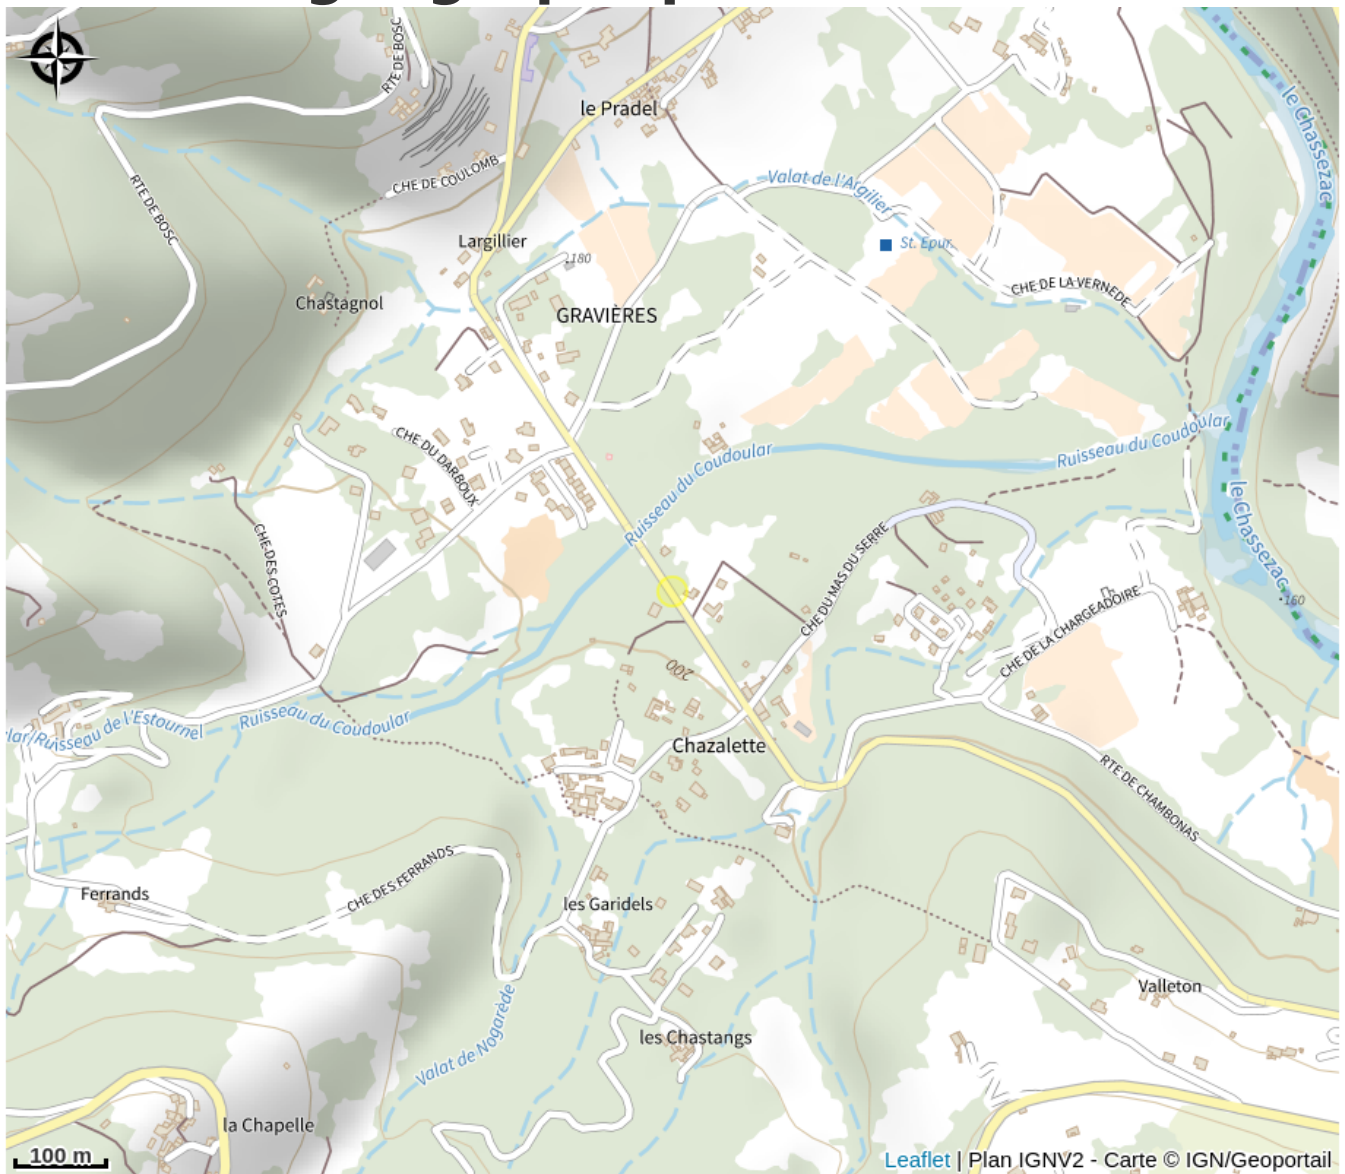 RTE DE BOSC
le Pradel
le Chassezac
CHE DE COULOMB
Valat de l'Argilier
RTE DE BOSC
Largillier
St. Epur.
180
CHE DE LA VERNEDE
Chastagnol
GRAVIÈRES
CHE DU DARBOUX
Ruisseau du Coudoular
Ruisseau du Coudoular
le Chassezac
CHE DES COTES
CHE DU MAS DU SERRE
160
CHE DE LA CHARGEADOIRE
200
lar/Ruisseau de l'Estournel
Ruisseau du Coudoular
Chazalette
RTE DE CHAMBONAS
CHE DES FERRANDS
Ferrands
les Garidels
Valleton
Valat de Nogarède
les Chastangs
la Chapelle
100 m
Leaflet | Plan IGNV2 - Carte © IGN/Geoportail